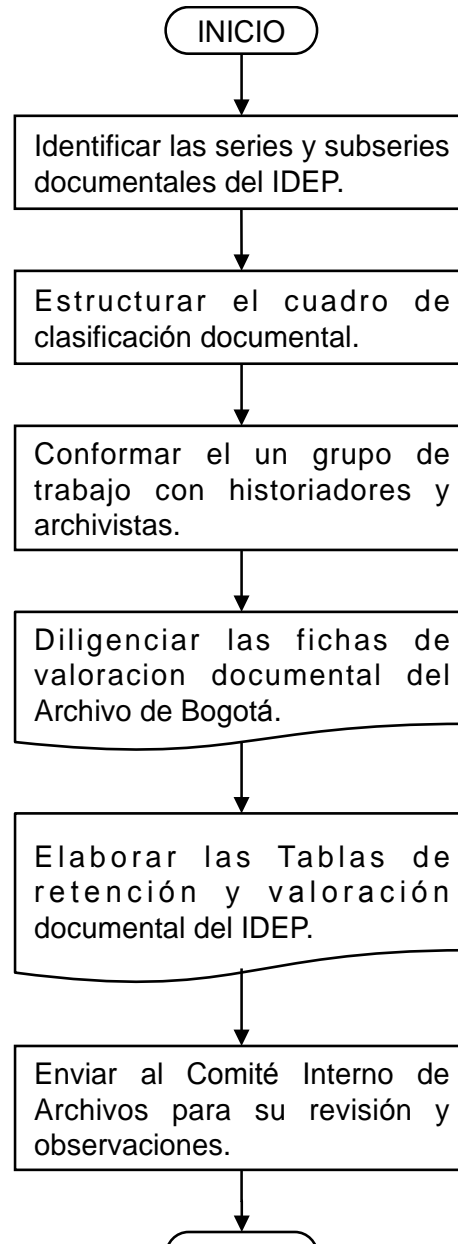 INICIO
Identificar las series y subseries
documentales del IDEP.
Estructurar el cuadro de
clasificación documental.
Conformar el un grupo de
trabajo con historiadores y
archivistas.
Diligenciar las fichas de
valoracion documental del
Archivo de Bogotá.
Elaborar las Tablas de
retención y valoración
documental del IDEP.
Enviar al Comité Interno de
Archivos para su revisión y
observaciones.